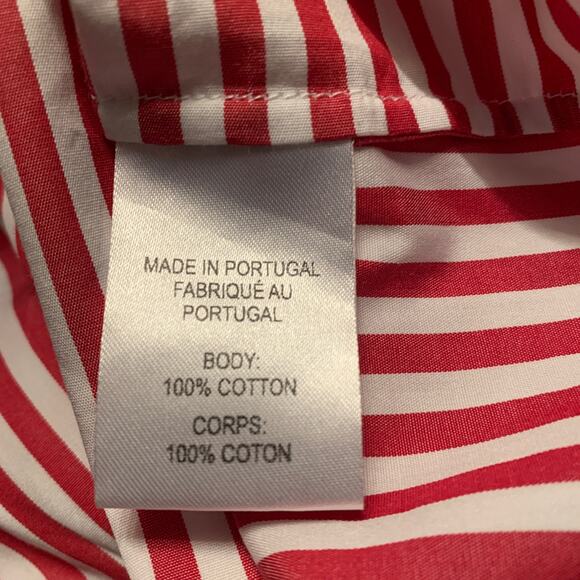 MADE IN PORTUGAL
FABRIQUÉ AU
PORTUGAL
BODY:
100% COTTON
CORPS:
100% COTON